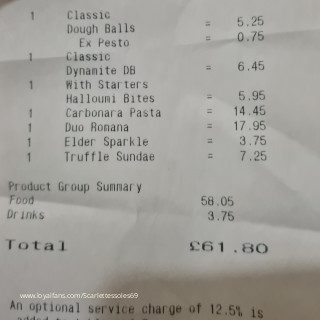 1 Classic
Dough Balls = 5.25
Ex Pesto = 0.75
1 Classic
Dynamite DB = 6.45
1 With Starters
Halloumi Bites = 5.95
1 Carbonara Pasta = 14.45
1 Duo Romana = 17.95
1 Elder Sparkle = 3.75
1 Truffle Sundae = 7.25
Product Group Summary
Food 58.05
Drinks 3.75
Total £61.80
www.loyalfans.com/Scarlettessoles69
An optional service charge of 12.5% is